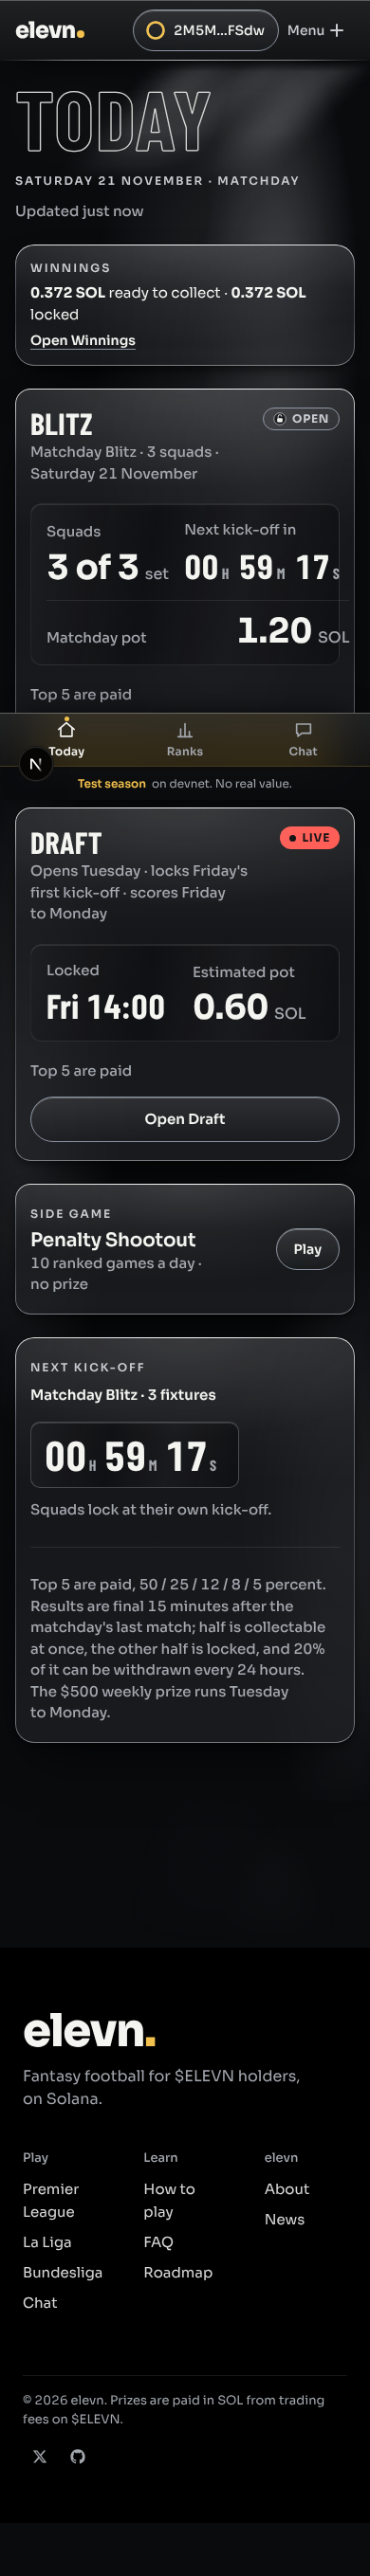 elevn.
2M5M...FSdw
Menu +
TODAY
SATURDAY 21 NOVEMBER · MATCHDAY
Updated just now
WINNINGS
0.372 SOL ready to collect · 0.372 SOL
locked
Open Winnings
BLITZ
OPEN
Matchday Blitz · 3 squads ·
Saturday 21 November
Squads
Next kick-off in
3 of 3 set
00 H 59 M 17 S
Matchday pot
1.20 SOL
Top 5 are paid
Today
Ranks
Chat
N
Test season on devnet. No real value.
DRAFT
LIVE
Opens Tuesday · locks Friday's
first kick-off · scores Friday
to Monday
Locked
Estimated pot
Fri 14:00
0.60 SOL
Top 5 are paid
Open Draft
SIDE GAME
Penalty Shootout
10 ranked games a day ·
no prize
Play
NEXT KICK-OFF
Matchday Blitz · 3 fixtures
00 H 59 M 17 S
Squads lock at their own kick-off.
Top 5 are paid, 50 / 25 / 12 / 8 / 5 percent.
Results are final 15 minutes after the
matchday's last match; half is collectable
at once, the other half is locked, and 20%
of it can be withdrawn every 24 hours.
The $500 weekly prize runs Tuesday
to Monday.
elevn.
Fantasy football for $ELEVN holders,
on Solana.
Play
Learn
elevn
Premier
League
How to
play
About
News
La Liga
FAQ
Bundesliga
Roadmap
Chat
© 2026 elevn. Prizes are paid in SOL from trading
fees on $ELEVN.